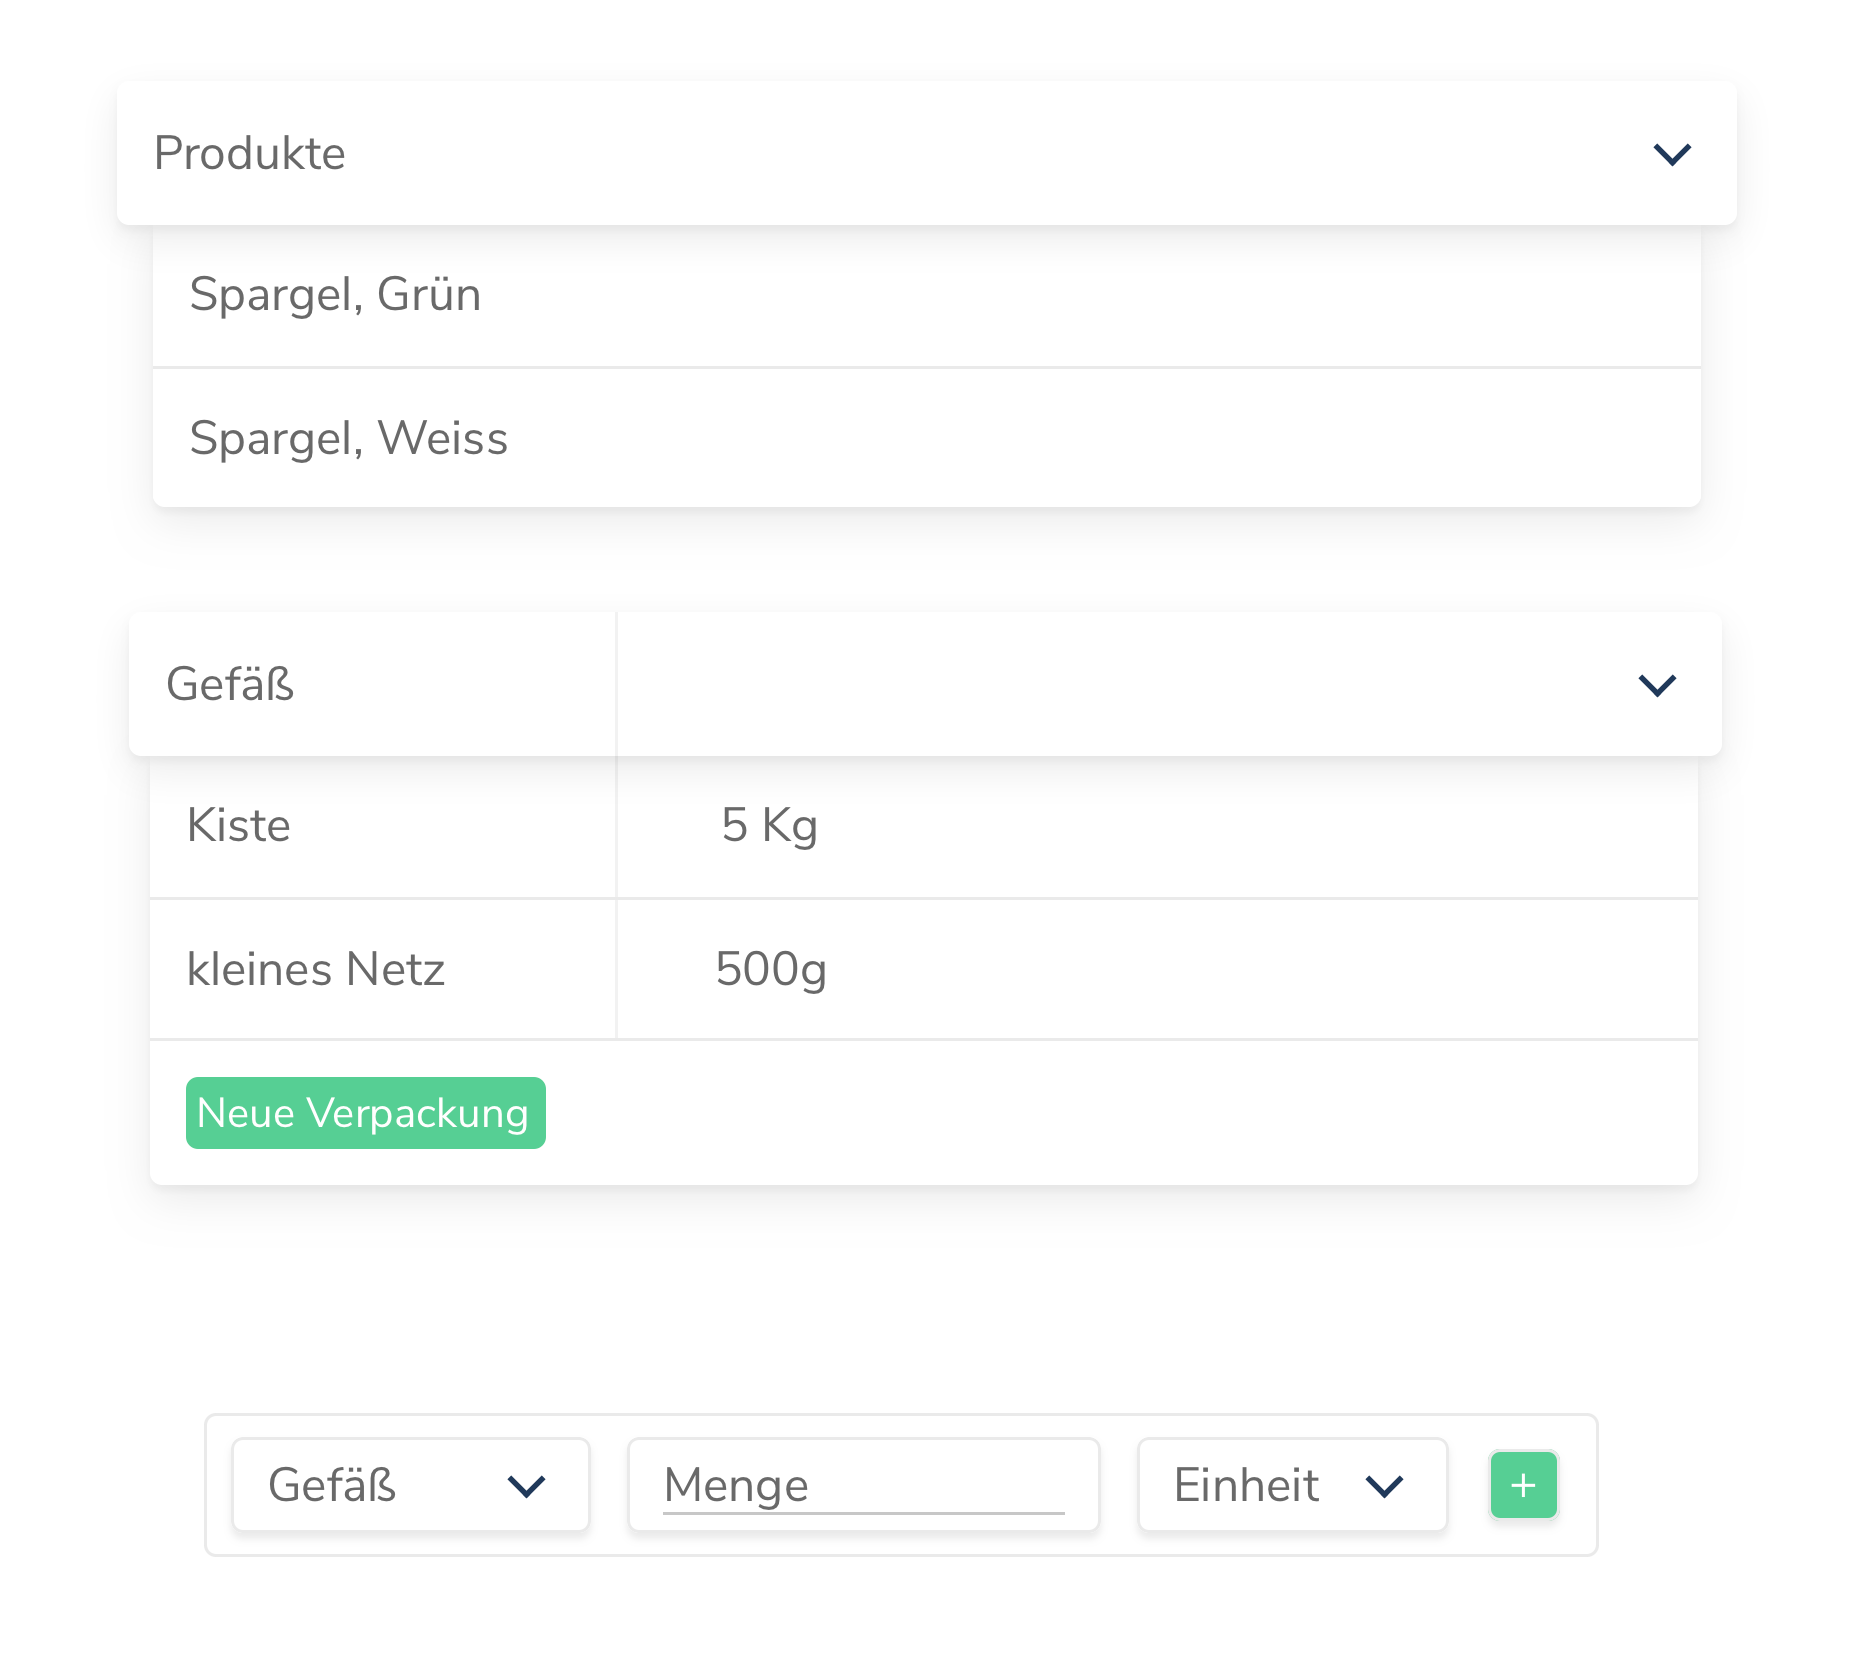 Produkte
Spargel, Grün
Spargel, Weiss
Gefäß
Kiste 5 Kg
kleines Netz 500g
Neue Verpackung
Gefäß Menge Einheit +